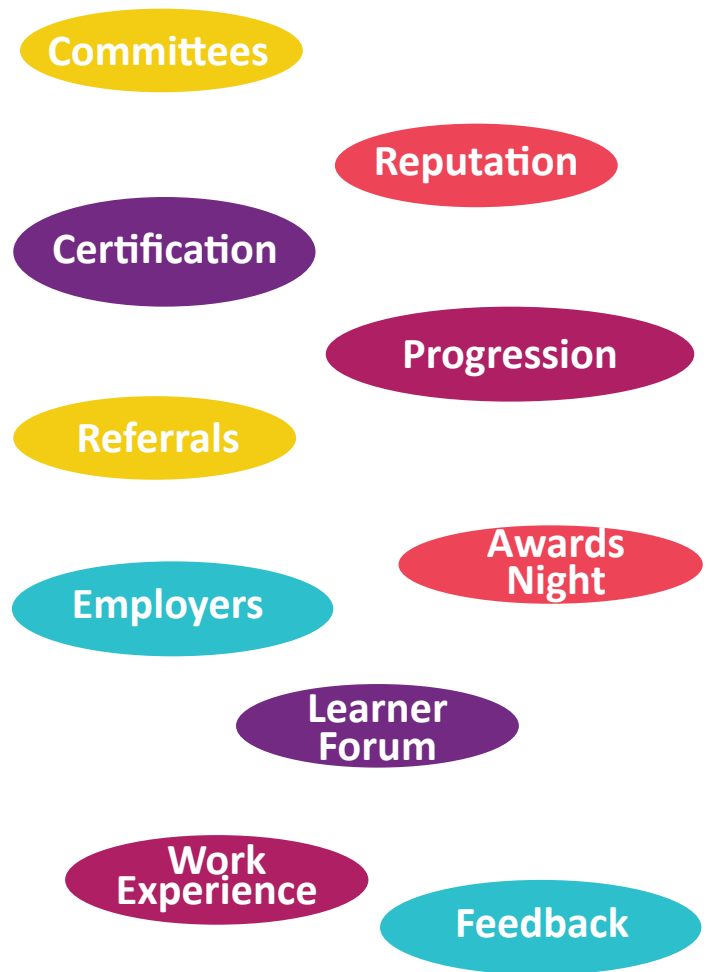 Committees
Reputation
Certification
Progression
Referrals
Awards
Night
Employers
Learner
Forum
Work
Experience
Feedback